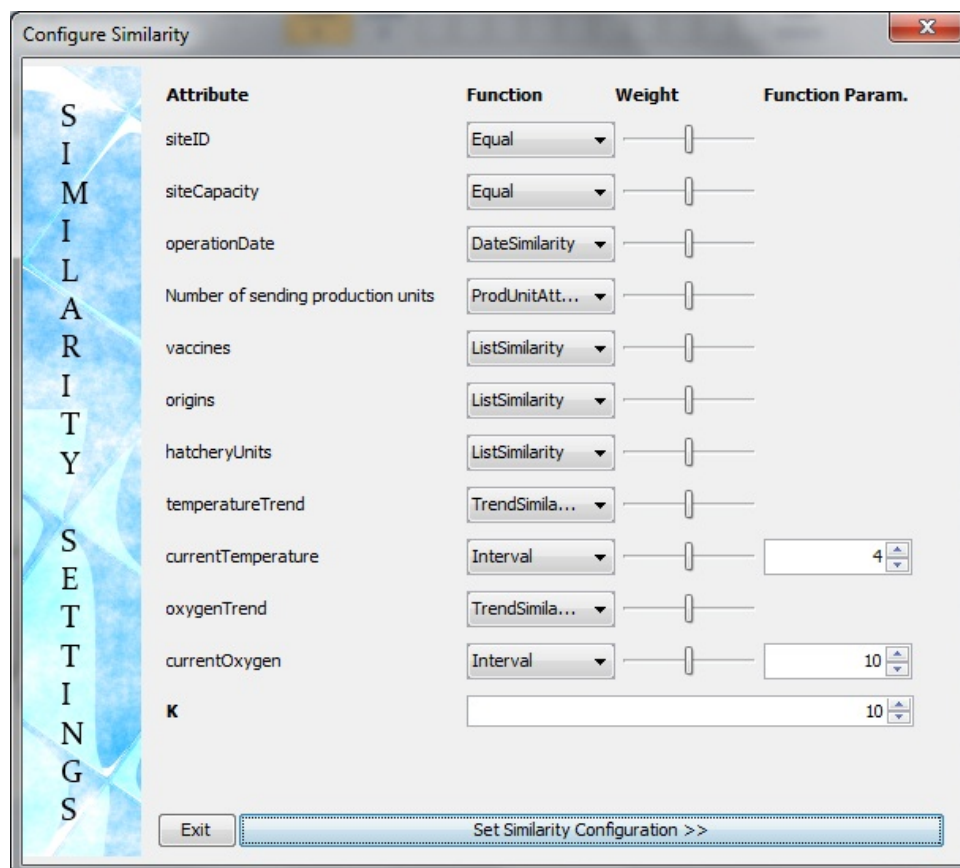 Configure Similarity
SIMILARITY SETTINGS
Attribute Function Weight Function Param.
siteID Equal
siteCapacity Equal
operationDate DateSimilarity
Number of sending production units ProdUnitAtt...
vaccines ListSimilarity
origins ListSimilarity
hatcheryUnits ListSimilarity
temperatureTrend TrendSimila...
currentTemperature Interval 4
oxygenTrend TrendSimila...
currentOxygen Interval 10
K 10
Exit Set Similarity Configuration >>